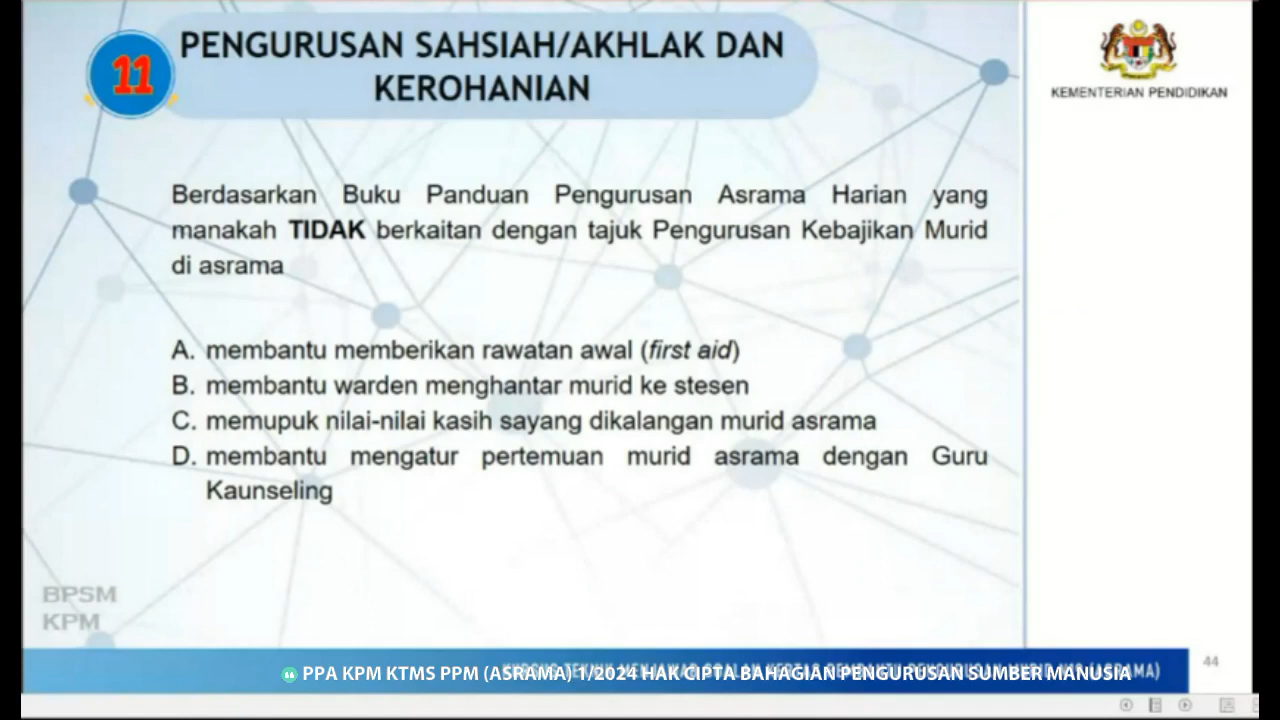 11
PENGURUSAN SAHSIAH/AKHLAK DAN
KEROHANIAN
KEMENTERIAN PENDIDIKAN
Berdasarkan Buku Panduan Pengurusan Asrama Harian yang
manakah TIDAK berkaitan dengan tajuk Pengurusan Kebajikan Murid
di asrama
A. membantu memberikan rawatan awal (first aid)
B. membantu warden menghantar murid ke stesen
C. memupuk nilai-nilai kasih sayang dikalangan murid asrama
D. membantu mengatur pertemuan murid asrama dengan Guru
Kaunseling
BPSM
KPM
PPA KPM KTMS PPM (ASRAMA) 1/2024 HAK CIPTA BAHAGIAN PENGURUSAN SUMBER MANUSIA
44